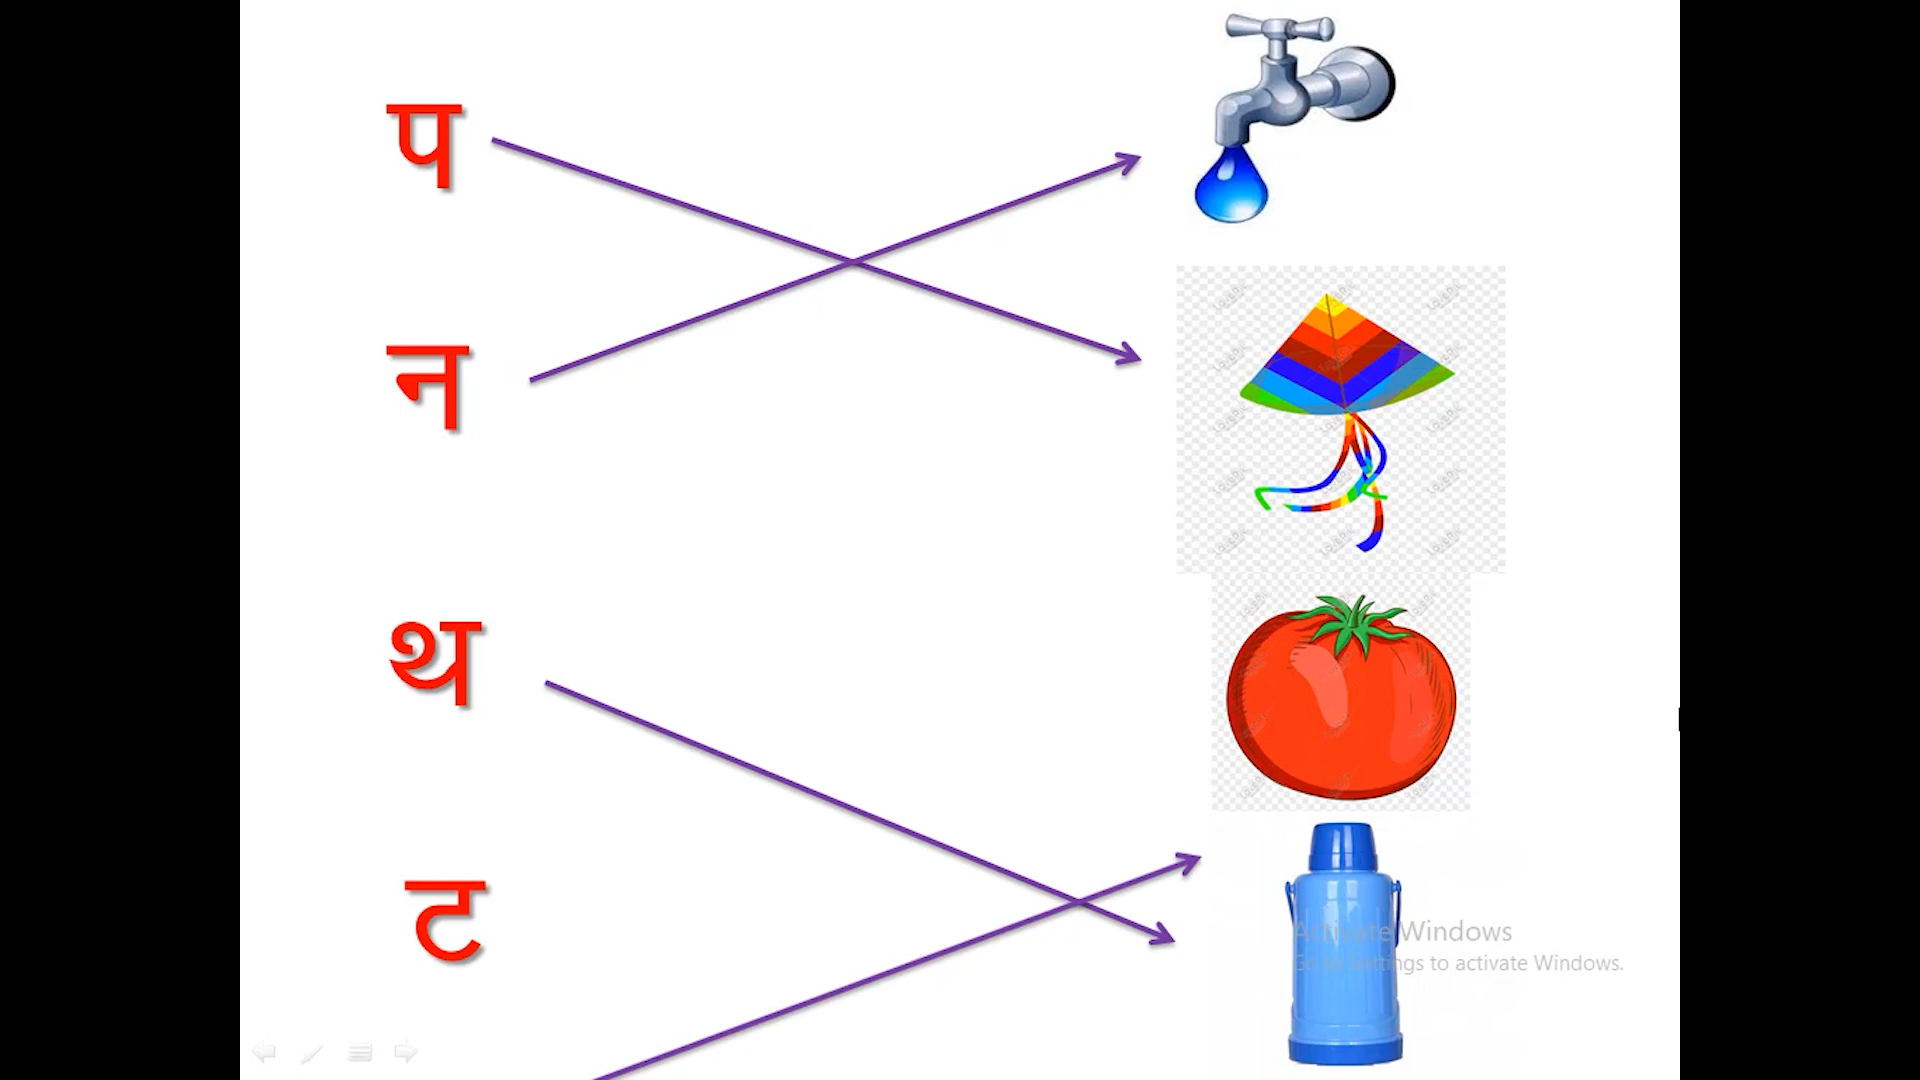 प
न
थ
ट
Activate Windows
Go to Settings to activate Windows.